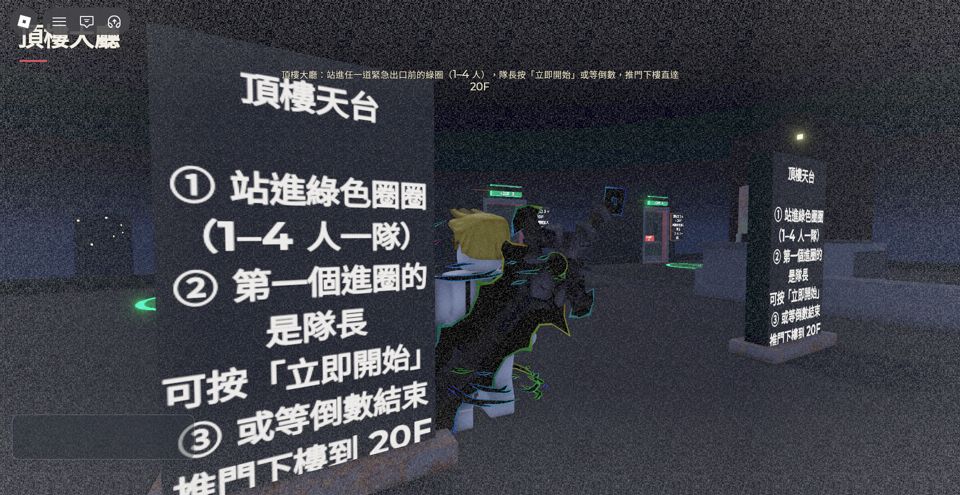 頂樓大廳
頂樓大廳：站進任一道緊急出口前的綠圈（1–4 人），隊長按「立即開始」或等倒數，推門下樓直達
20F
頂樓天台
① 站進綠色圈圈
（1–4 人一隊）
② 第一個進圈的
是隊長
可按「立即開始」
③ 或等倒數結束
推門下樓到 20F
頂樓天台
① 站進綠色圈圈
（1–4 人一隊）
② 第一個進圈的
是隊長
可按「立即開始」
③ 或等倒數結束
推門下樓到 20F